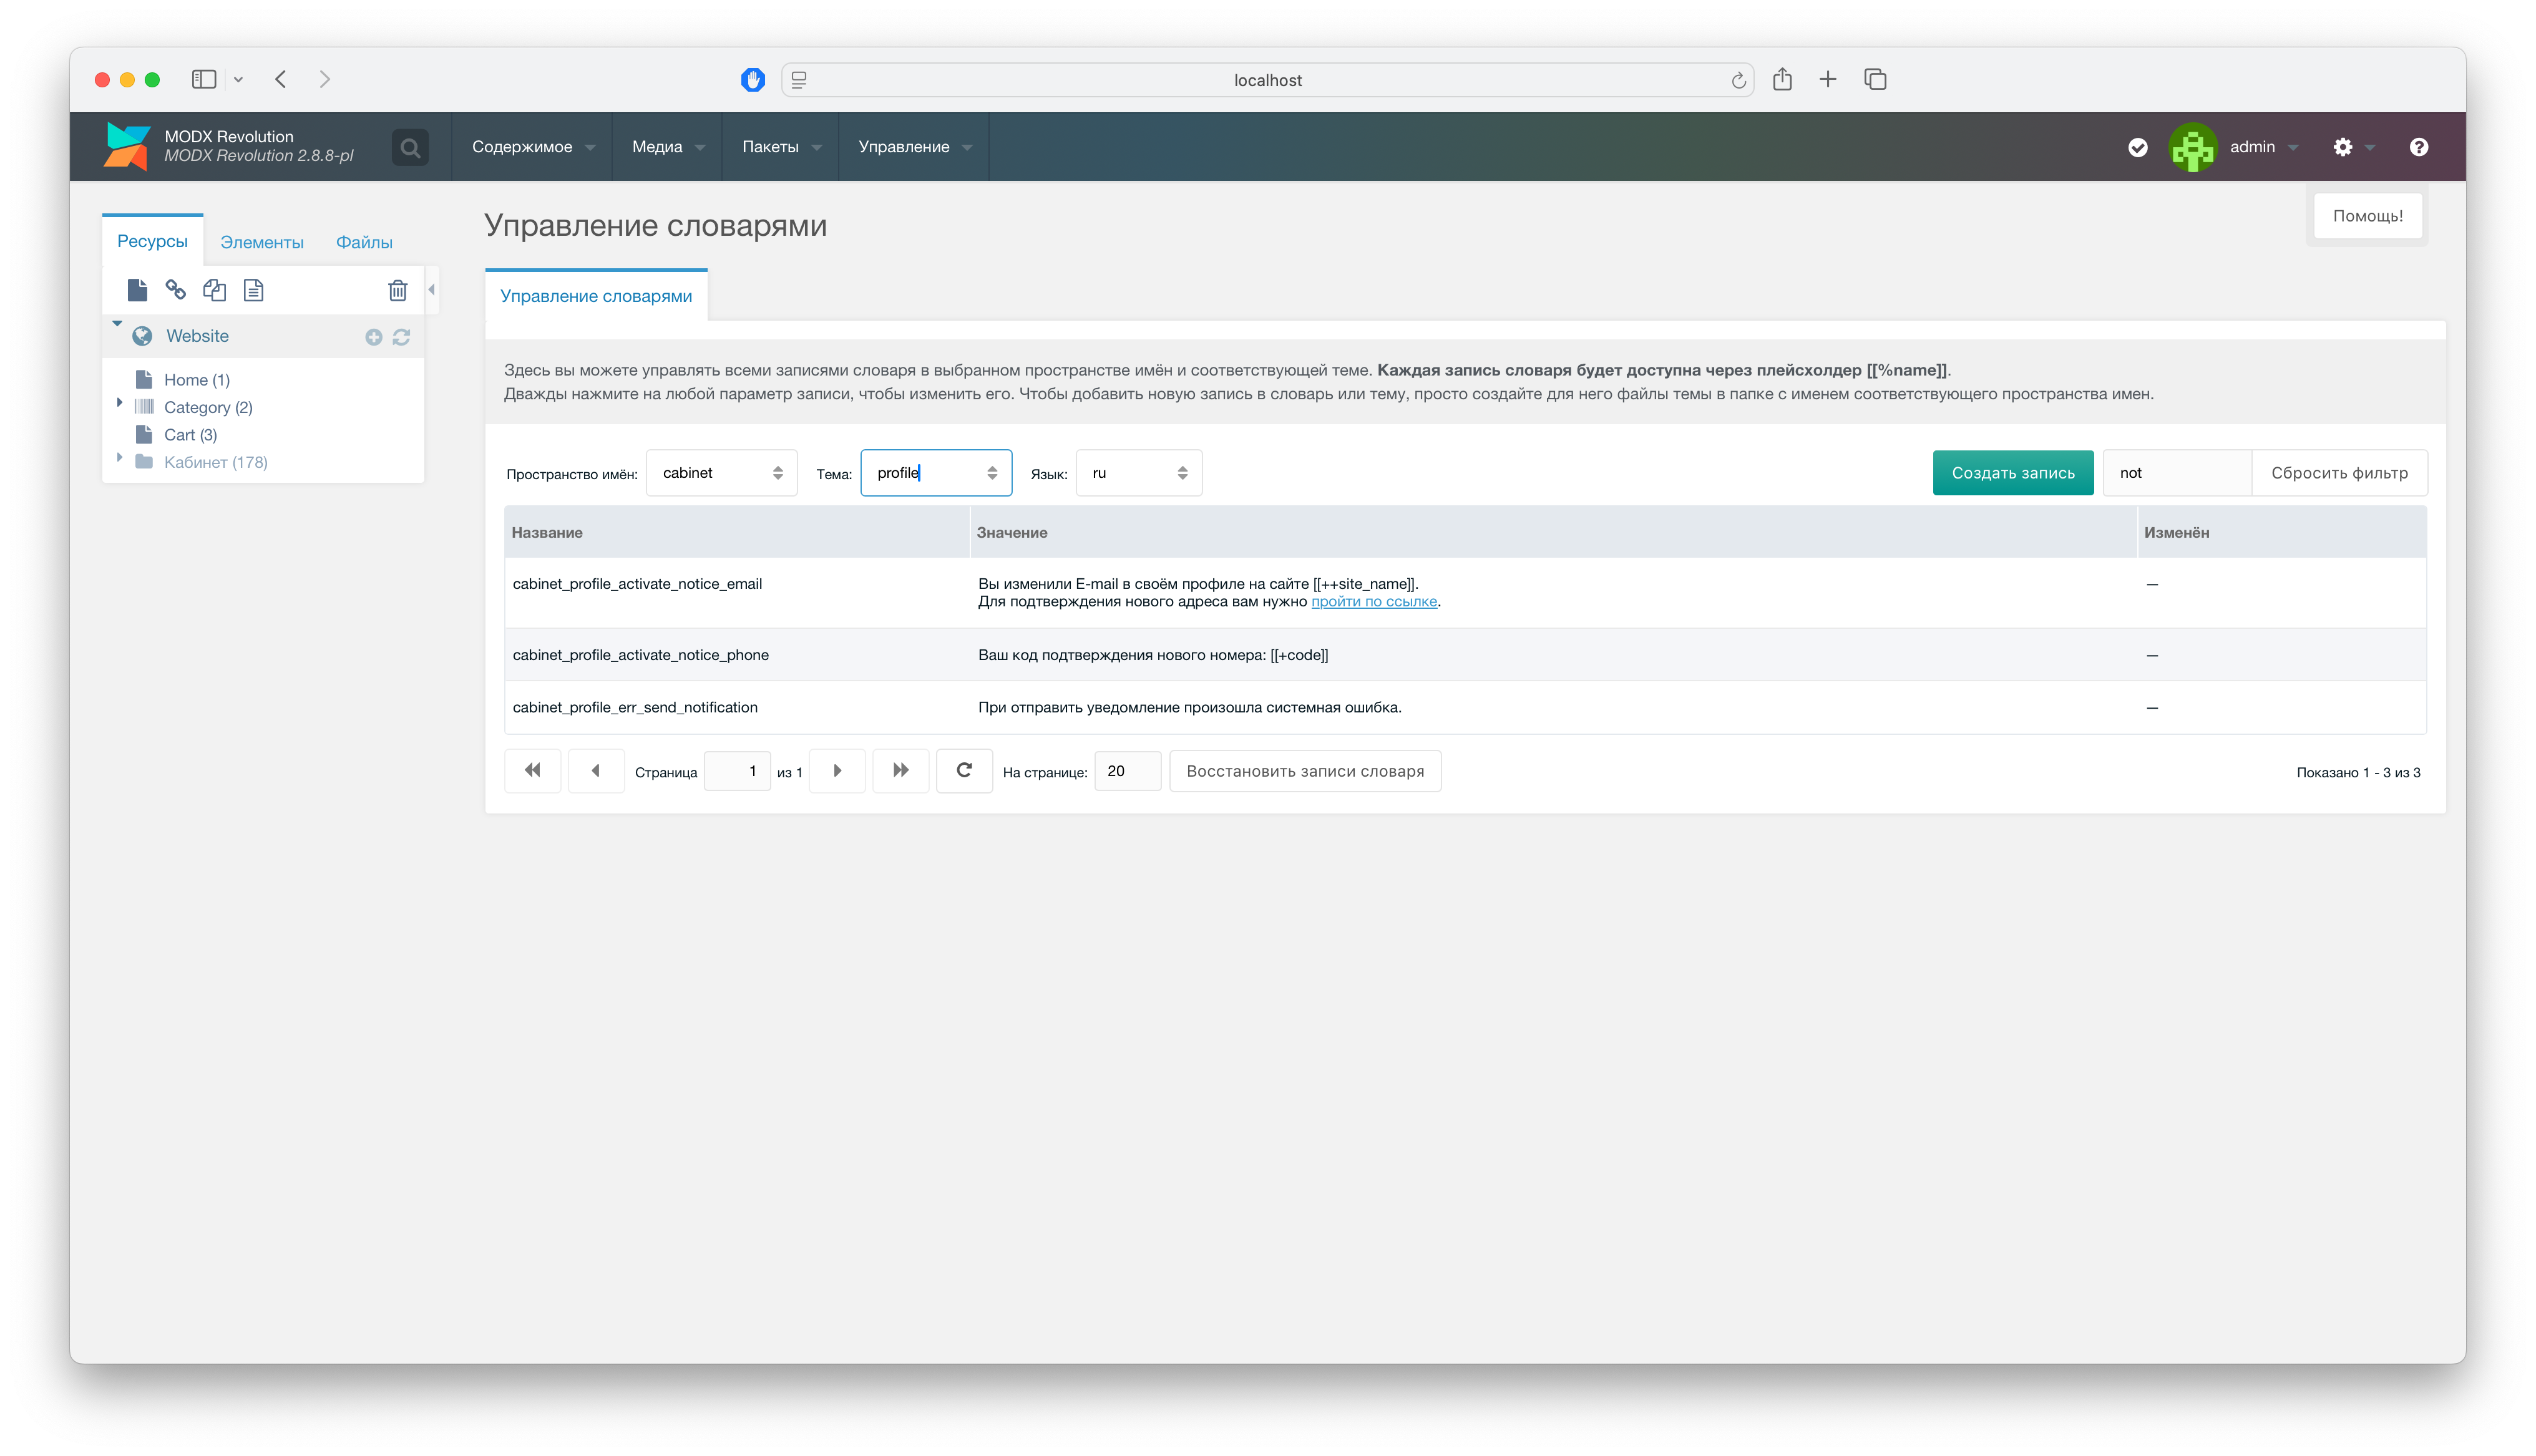 localhost
MODX Revolution
MODX Revolution 2.8.8-pl
Содержимое
Медиа
Пакеты
Управление
admin
Ресурсы
Элементы
Файлы
Website
Home (1)
Category (2)
Cart (3)
Кабинет (178)
Управление словарями
Помощь!
Управление словарями
Здесь вы можете управлять всеми записями словаря в выбранном пространстве имён и соответствующей теме. Каждая запись словаря будет доступна через плейсхолдер [[%name]].
Дважды нажмите на любой параметр записи, чтобы изменить его. Чтобы добавить новую запись в словарь или тему, просто создайте для него файлы темы в папке с именем соответствующего пространства имен.
Пространство имён: cabinet Тема: profile Язык: ru Создать запись not Сбросить фильтр
Название Значение Изменён
cabinet_profile_activate_notice_email Вы изменили E-mail в своём профиле на сайте [[++site_name]]. —
Для подтверждения нового адреса вам нужно пройти по ссылке.
cabinet_profile_activate_notice_phone Ваш код подтверждения нового номера: [[+code]] —
cabinet_profile_err_send_notification При отправить уведомление произошла системная ошибка. —
Страница 1 из 1 На странице: 20 Восстановить записи словаря Показано 1 - 3 из 3